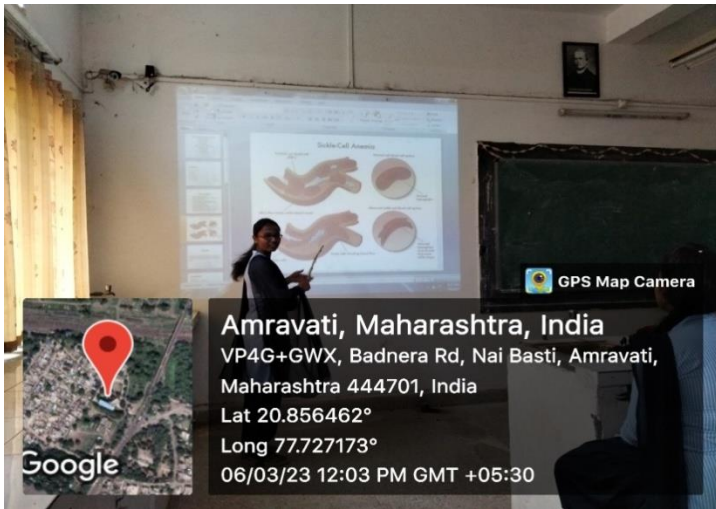 Sickle-Cell Anemia
GPS Map Camera
Amravati, Maharashtra, India
VP4G+GWX, Badnera Rd, Nai Basti, Amravati,
Maharashtra 444701, India
Lat 20.856462°
Long 77.727173°
06/03/23 12:03 PM GMT +05:30
Google